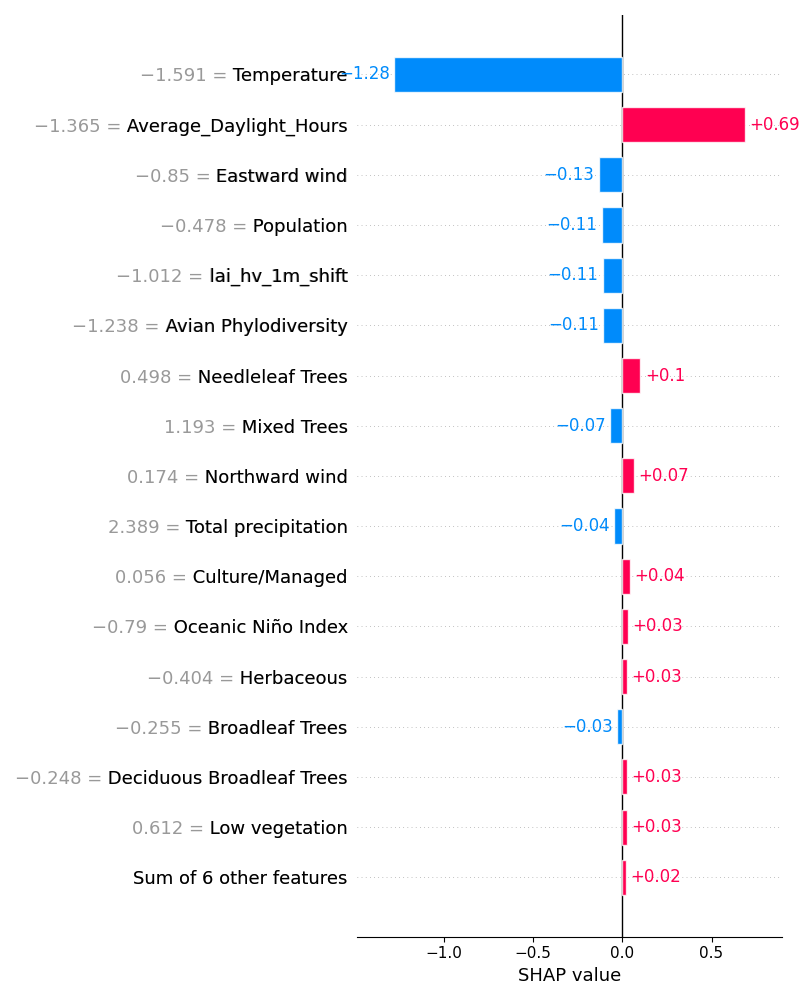 −1.591 = Temperature −1.28
−1.365 = Average_Daylight_Hours +0.69
−0.85 = Eastward wind −0.13
−0.478 = Population −0.11
−1.012 = lai_hv_1m_shift −0.11
−1.238 = Avian Phylodiversity −0.11
0.498 = Needleleaf Trees +0.1
1.193 = Mixed Trees −0.07
0.174 = Northward wind +0.07
2.389 = Total precipitation −0.04
0.056 = Culture/Managed +0.04
−0.79 = Oceanic Niño Index +0.03
−0.404 = Herbaceous +0.03
−0.255 = Broadleaf Trees −0.03
−0.248 = Deciduous Broadleaf Trees +0.03
0.612 = Low vegetation +0.03
Sum of 6 other features +0.02
−1.0 −0.5 0.0 0.5
SHAP value